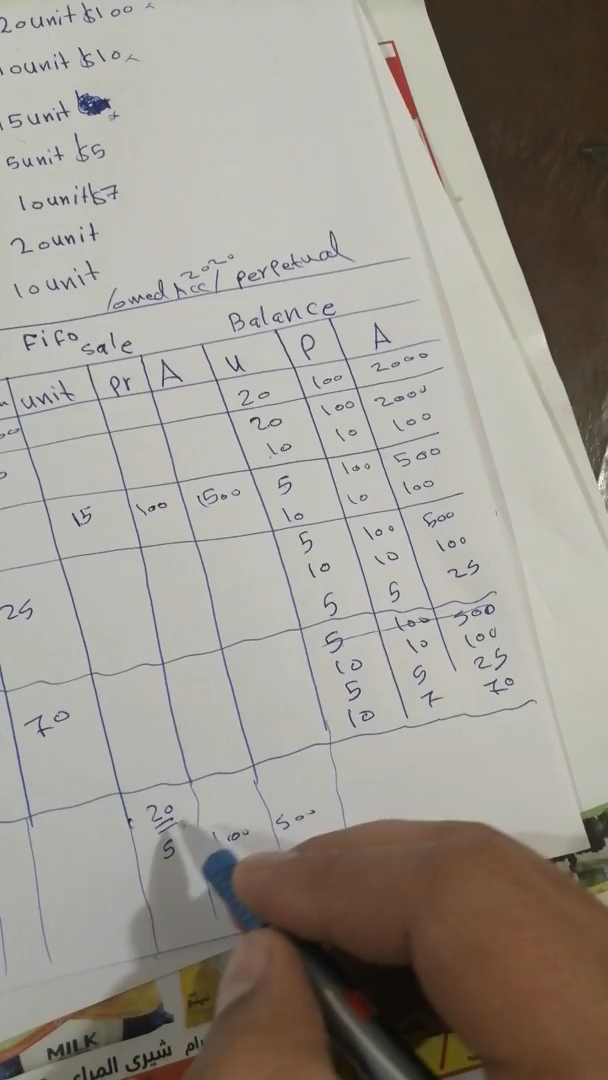 20unit $100
10unit $10
15unit
5unit $5
10unit $7
20unit
10unit
/omed Acc/ 2020 perpetual
Fifo sale Balance
unit pr A u P A
20 100 2000
20 100 2000
10 10 100
15 100 1500 5 100 500
10 10 100
5 100 500
10 10 100
25 5 5 25
5 100 500
10 10 100
5 5 25
70 10 7 70
20
5 100 500
MILK
شیری